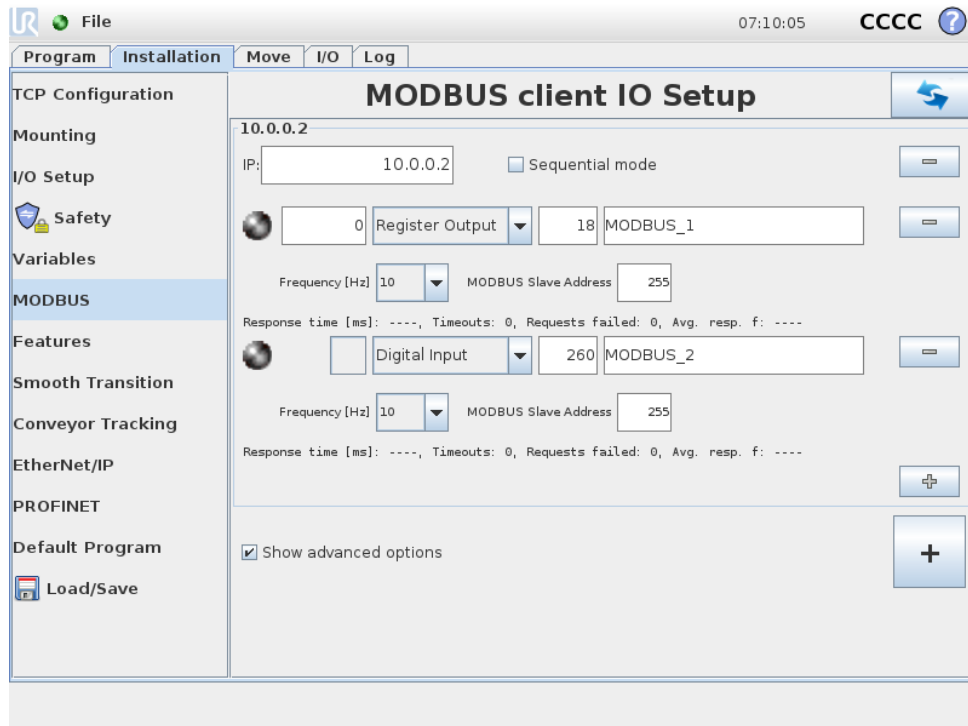 UR File 07:10:05 CCCC ?
Program Installation Move I/O Log
TCP Configuration
Mounting
I/O Setup
Safety
Variables
MODBUS
Features
Smooth Transition
Conveyor Tracking
EtherNet/IP
PROFINET
Default Program
Load/Save
MODBUS client IO Setup
10.0.0.2
IP: 10.0.0.2 Sequential mode
0 Register Output 18 MODBUS_1
Frequency [Hz] 10 MODBUS Slave Address 255
Response time [ms]: ----, Timeouts: 0, Requests failed: 0, Avg. resp. f: ----
Digital Input 260 MODBUS_2
Frequency [Hz] 10 MODBUS Slave Address 255
Response time [ms]: ----, Timeouts: 0, Requests failed: 0, Avg. resp. f: ----
Show advanced options